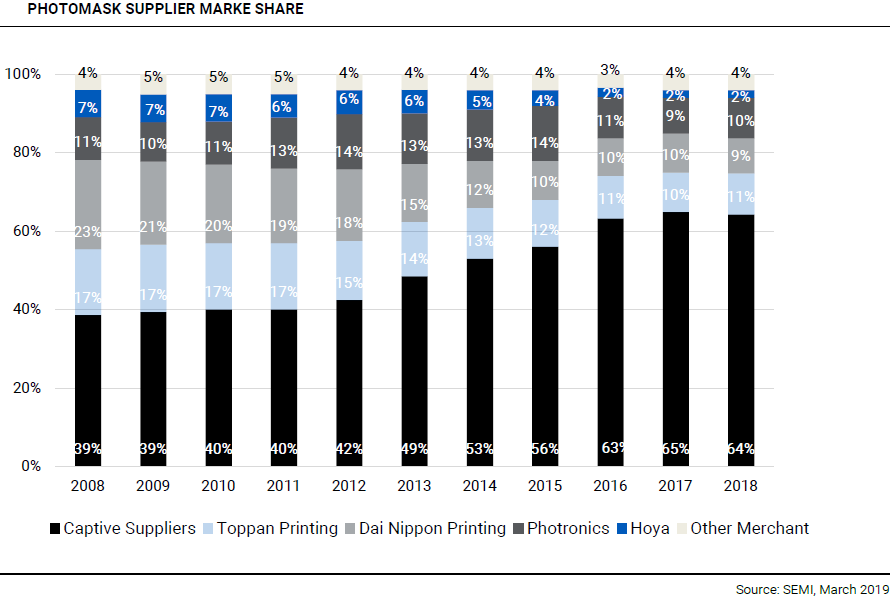 PHOTOMASK SUPPLIER MARKE SHARE
4% 5% 5% 5% 4% 4% 4% 4% 3% 4% 4%
100%
7% 7% 7% 6% 6% 6% 5% 4% 2% 2% 2%
11% 10% 11% 13% 14% 13% 13% 14% 11% 9% 10%
80%
23% 21% 20% 19% 18% 15% 12% 10% 10% 10% 9%
60%
17% 17% 17% 17% 15% 14% 13% 12% 11% 10% 11%
40%
20%
39% 39% 40% 40% 42% 49% 53% 56% 63% 65% 64%
0%
2008 2009 2010 2011 2012 2013 2014 2015 2016 2017 2018
Captive Suppliers Toppan Printing Dai Nippon Printing Photronics Hoya Other Merchant
Source: SEMI, March 2019